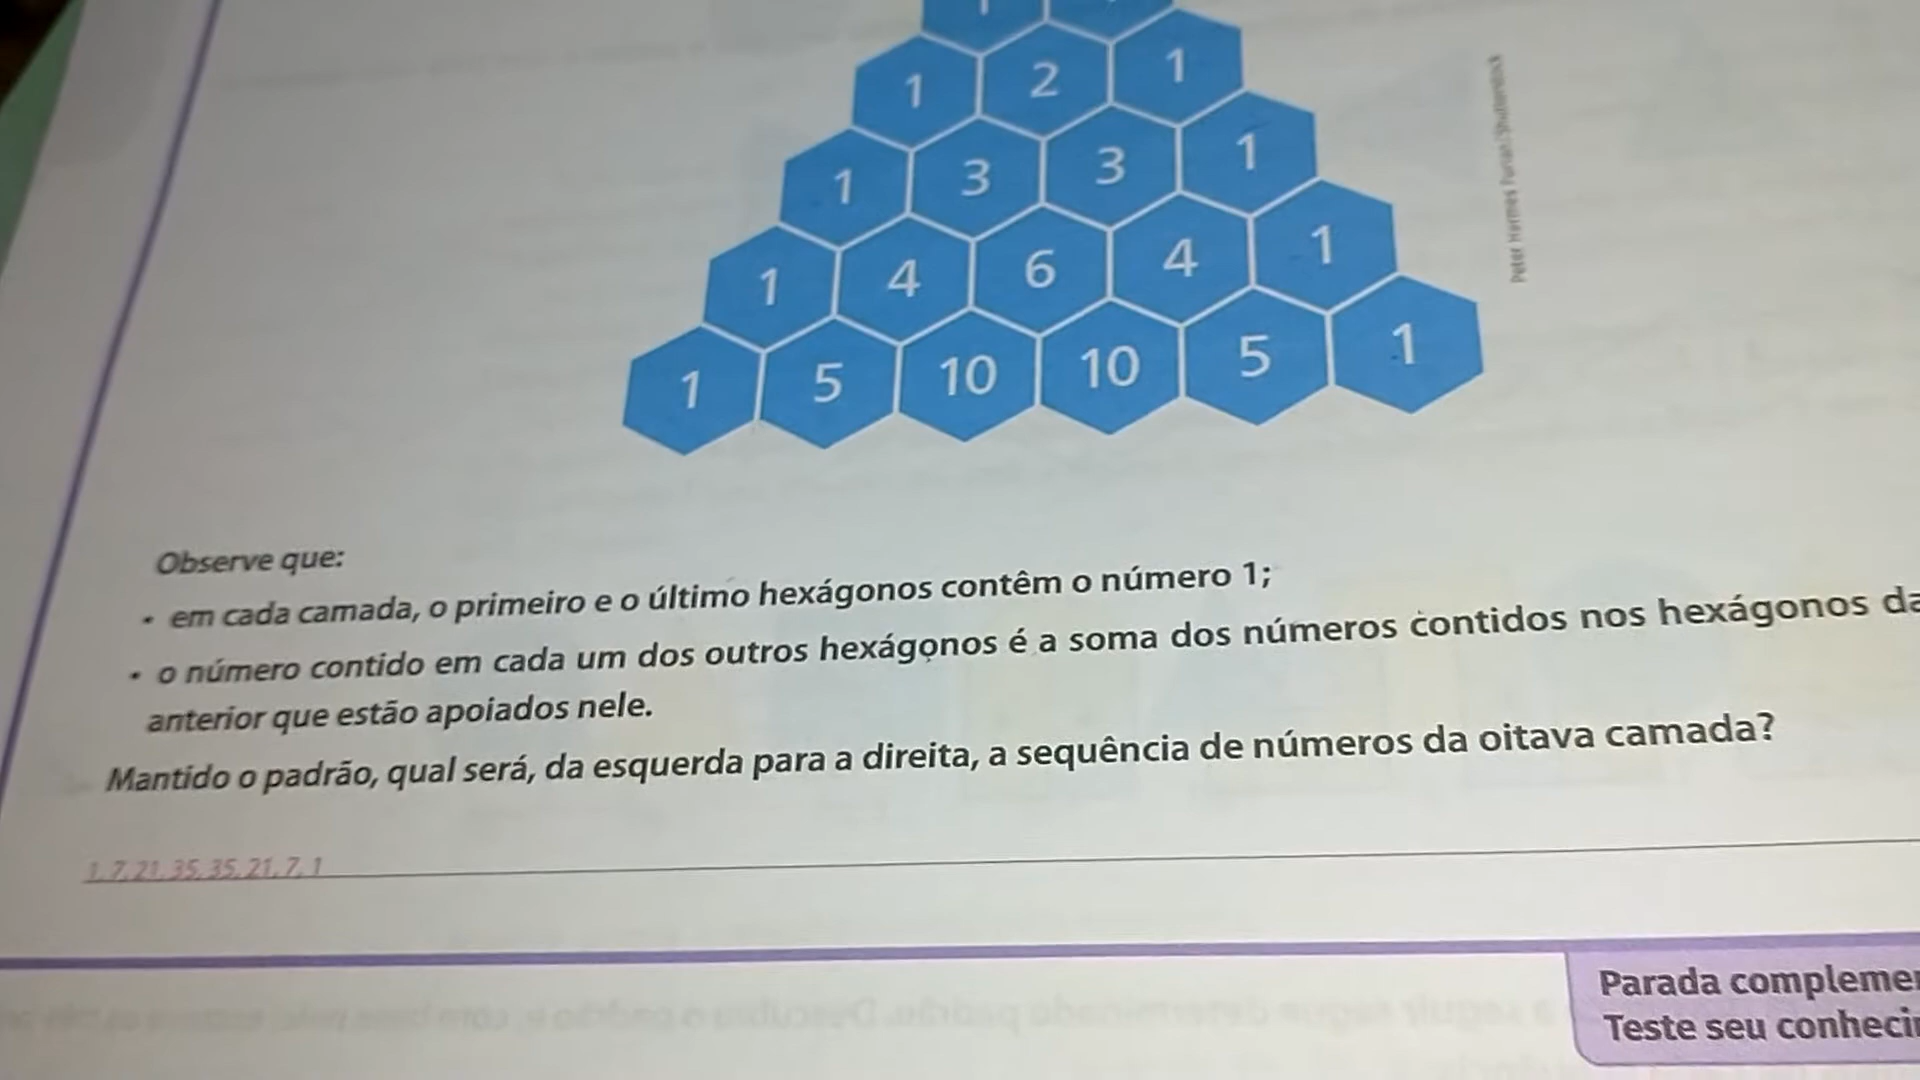 1 2 1
1 3 3 1
1 4 6 4 1
1 5 10 10 5 1
Peter Hermes Furian/Shutterstock
Observe que:
• em cada camada, o primeiro e o último hexágonos contêm o número 1;
• o número contido em cada um dos outros hexágonos é a soma dos números contidos nos hexágonos da
anterior que estão apoiados nele.
Mantido o padrão, qual será, da esquerda para a direita, a sequência de números da oitava camada?
1, 7, 21, 35, 35, 21, 7, 1
Parada complemen
Teste seu conheci